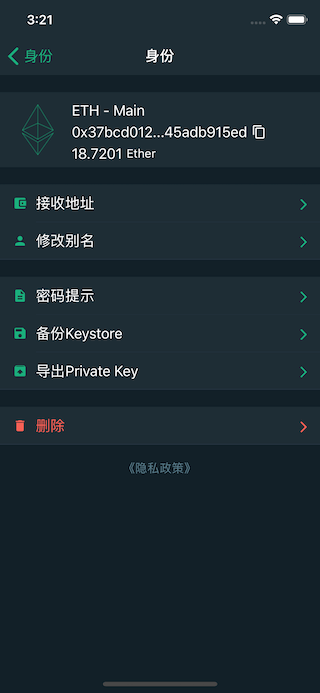 3:21
身份
身份
ETH - Main
0x37bcd012...45adb915ed
18.7201 Ether
接收地址
修改别名
密码提示
备份Keystore
导出Private Key
删除
《隐私政策》